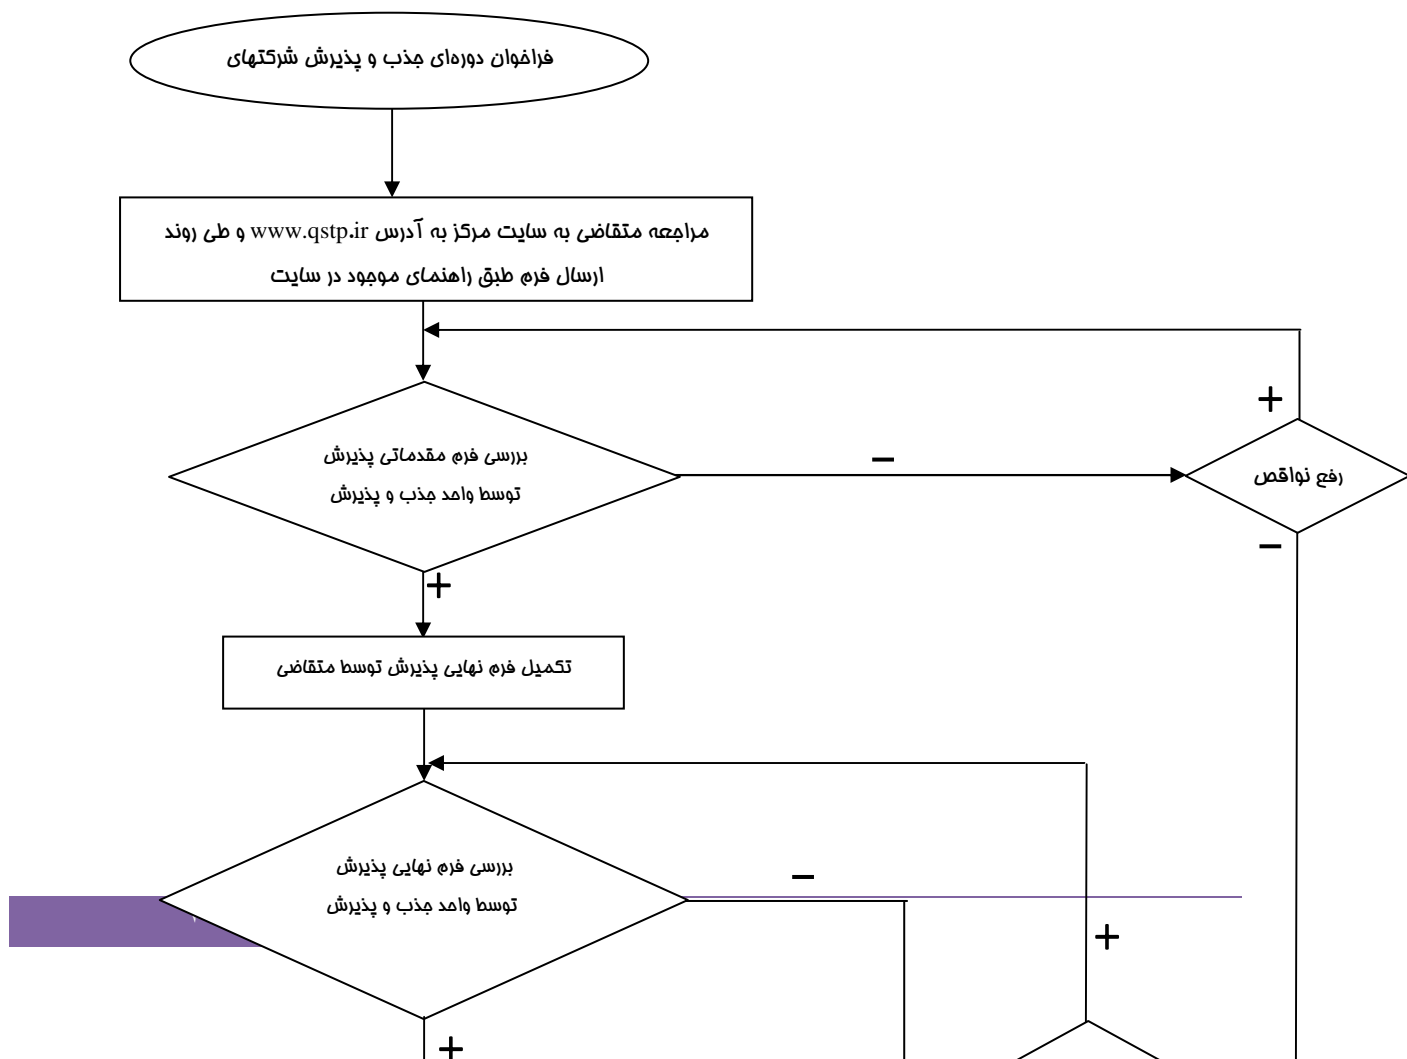 فراخوان دوره‌ای جذب و پذیرش شرکتهای
مراجعه متقاضی به سایت مرکز به آدرس www.qstp.ir و طی روند
ارسال فرم طبق راهنمای موجود در سایت
+
رفع نواقص
بررسی فرم مقدماتی پذیرش
توسط واحد جذب و پذیرش
–
–
+
تکمیل فرم نهایی پذیرش توسط متقاضی
بررسی فرم نهایی پذیرش
توسط واحد جذب و پذیرش
–
+
+